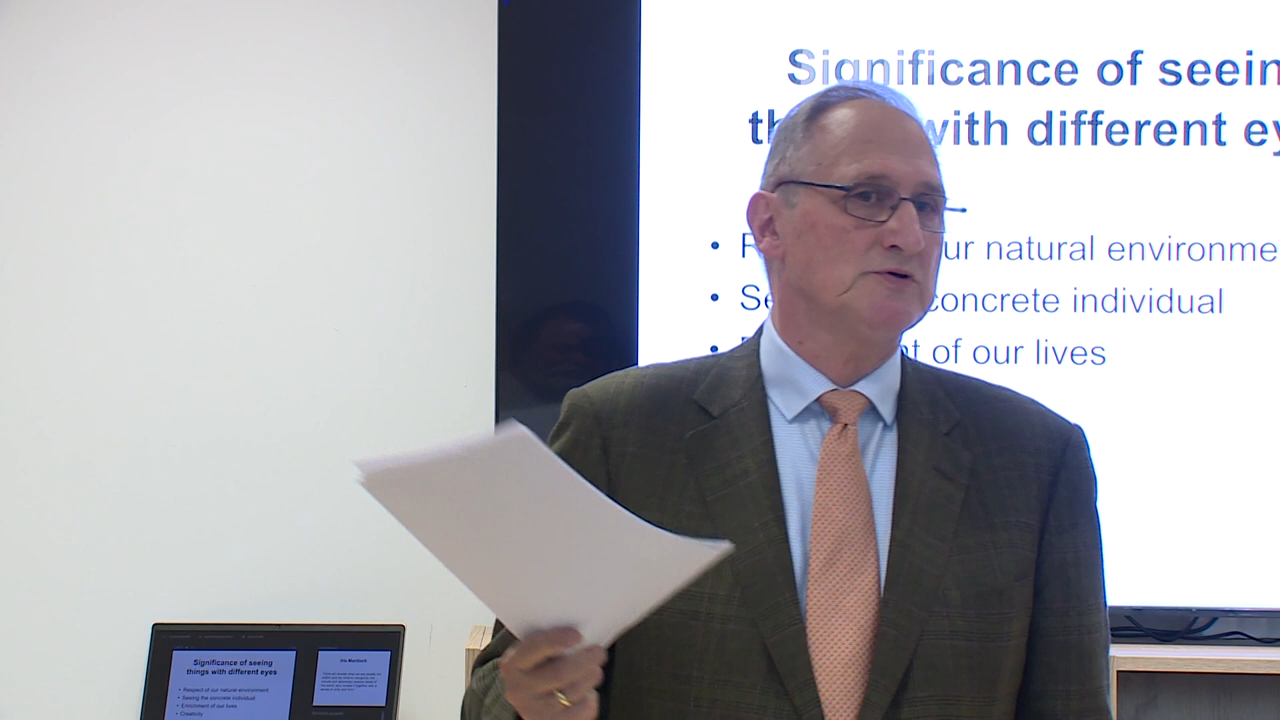 Significance of seein
th with different ey
• R ur natural environme
• Se concrete individual
• nt of our lives
Significance of seeing
things with different eyes
• Respect of our natural environment
• Seeing the concrete individual
• Enrichment of our lives
• Creativity
Iris Murdoch